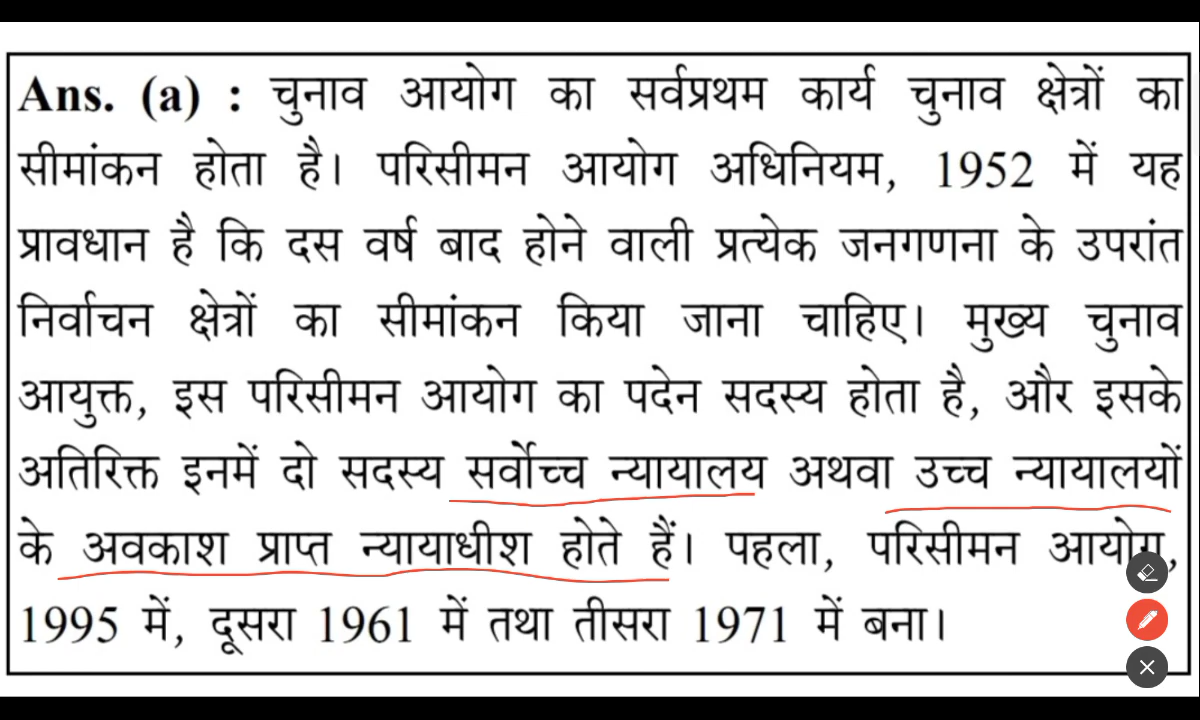 Ans. (a) : चुनाव आयोग का सर्वप्रथम कार्य चुनाव क्षेत्रों का
सीमांकन होता है। परिसीमन आयोग अधिनियम, 1952 में यह
प्रावधान है कि दस वर्ष बाद होने वाली प्रत्येक जनगणना के उपरांत
निर्वाचन क्षेत्रों का सीमांकन किया जाना चाहिए। मुख्य चुनाव
आयुक्त, इस परिसीमन आयोग का पदेन सदस्य होता है, और इसके
अतिरिक्त इनमें दो सदस्य सर्वोच्च न्यायालय अथवा उच्च न्यायालयों
के अवकाश प्राप्त न्यायाधीश होते हैं। पहला, परिसीमन आयोग,
1995 में, दूसरा 1961 में तथा तीसरा 1971 में बना।